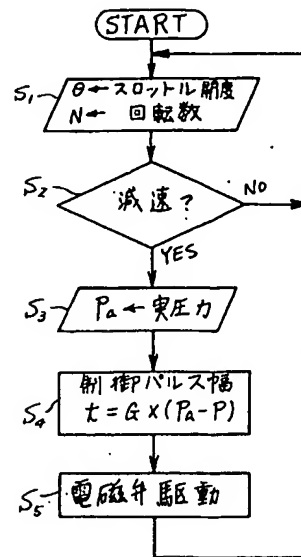 START
S₁
θ←スロットル開度
N← 回転数
S₂
減速?
NO
YES
S₃
Pa ← 実圧力
制御パルス幅
S₄
t = G × (Pa - P)
S₅
電磁弁駆動